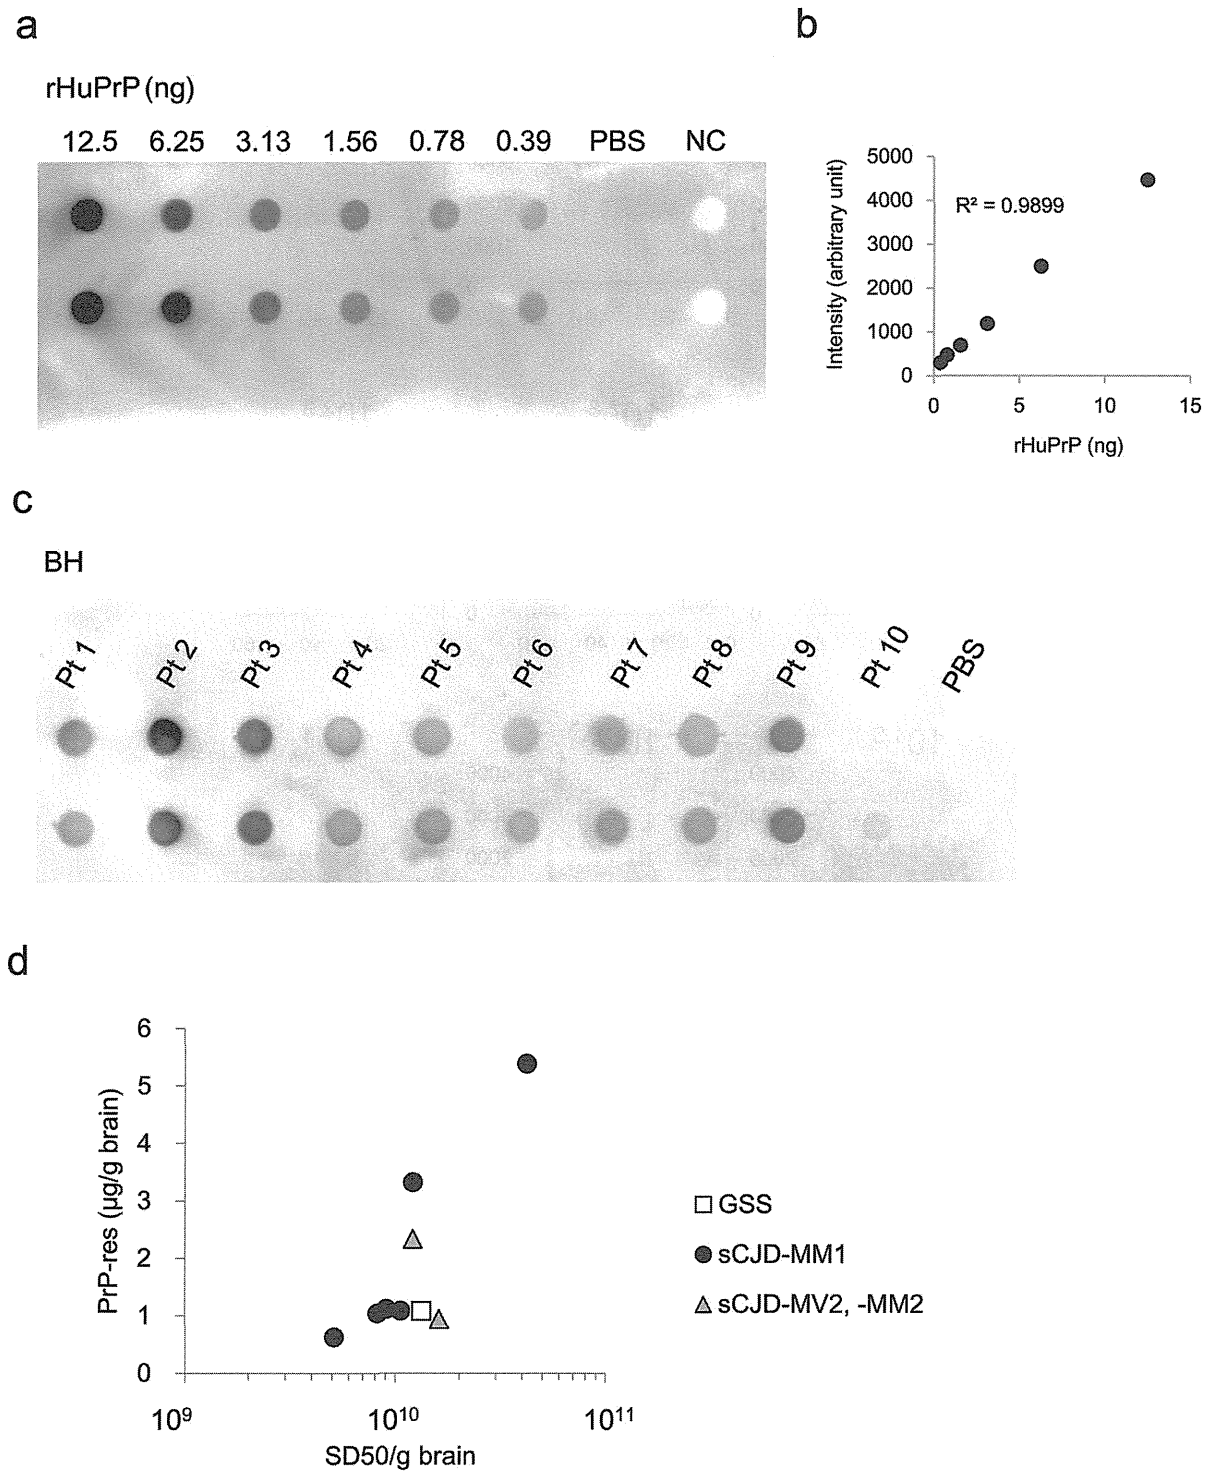 a
rHuPrP (ng)
12.5 6.25 3.13 1.56 0.78 0.39 PBS NC
b
5000
4000
3000
2000
1000
0
Intensity (arbitrary unit)
R² = 0.9899
0 5 10 15
rHuPrP (ng)
c
BH
Pt 1 Pt 2 Pt 3 Pt 4 Pt 5 Pt 6 Pt 7 Pt 8 Pt 9 Pt 10 PBS
d
6
5
4
3
2
1
0
PrP-res (µg/g brain)
10⁹ 10¹⁰ 10¹¹
SD50/g brain
GSS
sCJD-MM1
sCJD-MV2, -MM2